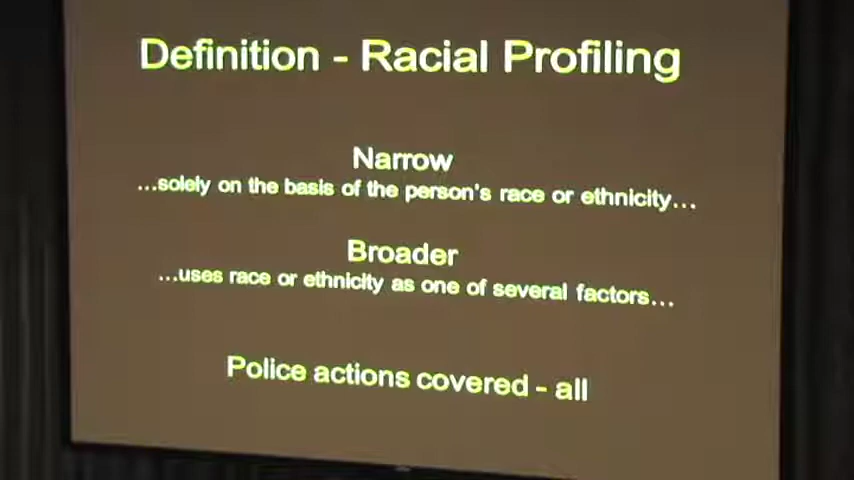 Definition - Racial Profiling
Narrow
...solely on the basis of the person's race or ethnicity...
Broader
...uses race or ethnicity as one of several factors...
Police actions covered - all